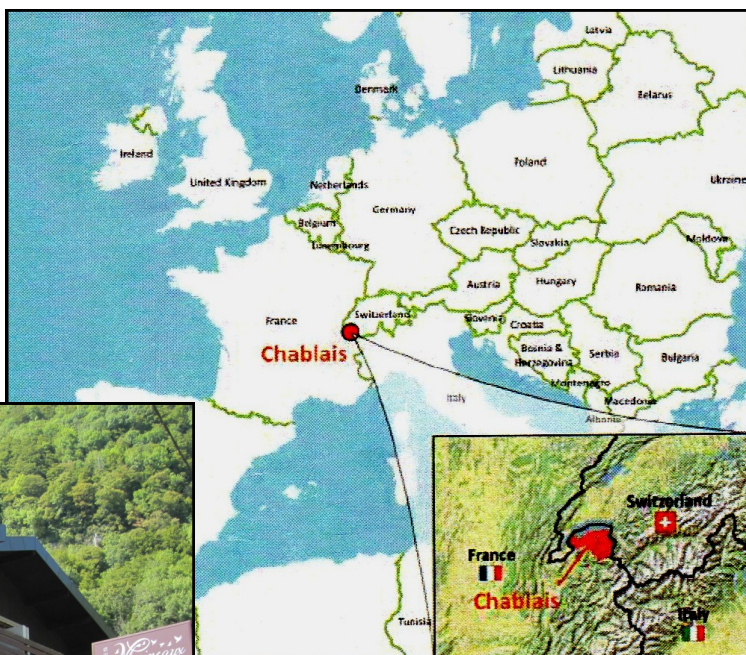 Latvia
Lithuania
Denmark
Belarus
Ireland
United Kingdom
Netherlands
Poland
Ukraine
Germany
Belgium
Luxembourg
Czech Republic
Slovakia
Moldova
Austria
Hungary
Romania
France
Switzerland
Slovenia
Croatia
Chablais
Bosnia &
Herzegovina
Serbia
Bulgaria
Montenegro
Macedonia
Italy
Albania
Tunisia
Switzerland
France
Chablais
Italy